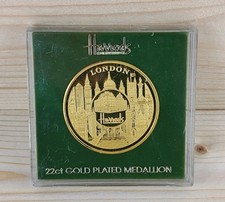 Harrods
LONDON
Harrods
22ct GOLD PLATED MEDALLION